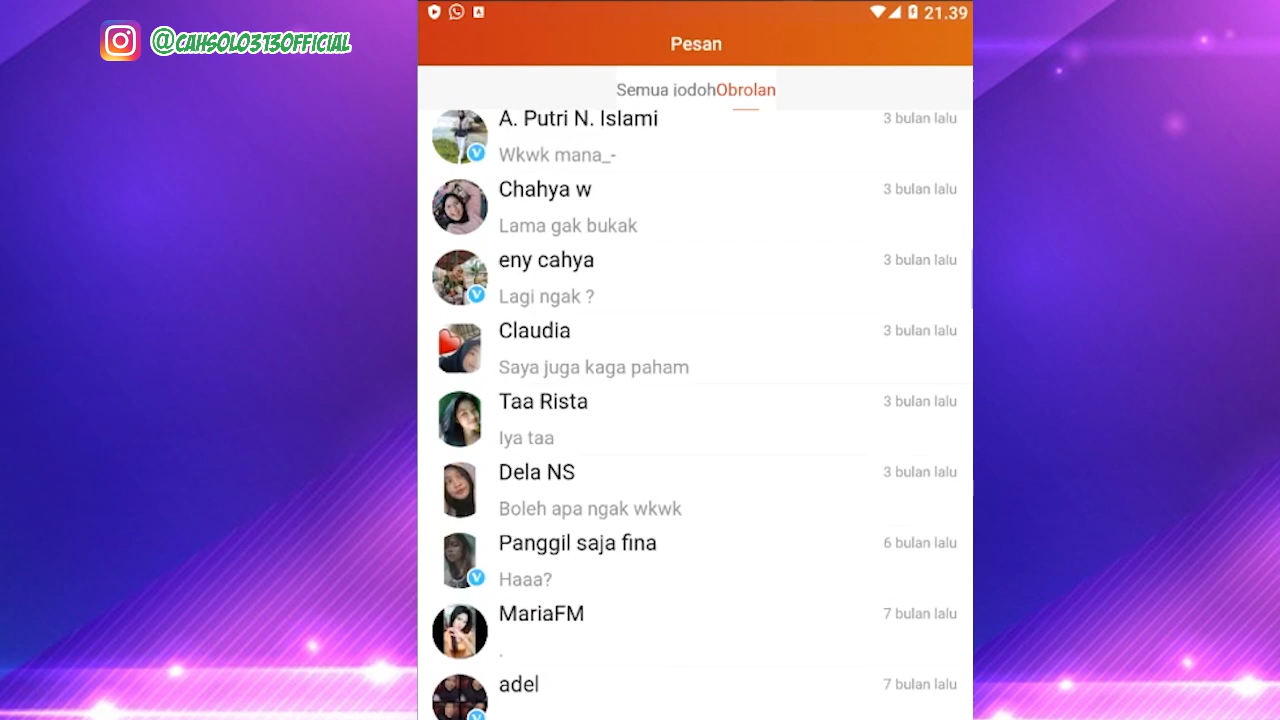 @CAHSOLO313OFFICIAL
21.39
Pesan
Semua jodoh Obrolan
A. Putri N. Islami 3 bulan lalu
Wkwk mana_-
Chahya w 3 bulan lalu
Lama gak bukak
eny cahya 3 bulan lalu
Lagi ngak ?
Claudia 3 bulan lalu
Saya juga kaga paham
Taa Rista 3 bulan lalu
Iya taa
Dela NS 3 bulan lalu
Boleh apa ngak wkwk
Panggil saja fina 6 bulan lalu
Haaa?
MariaFM 7 bulan lalu
.
adel 7 bulan lalu